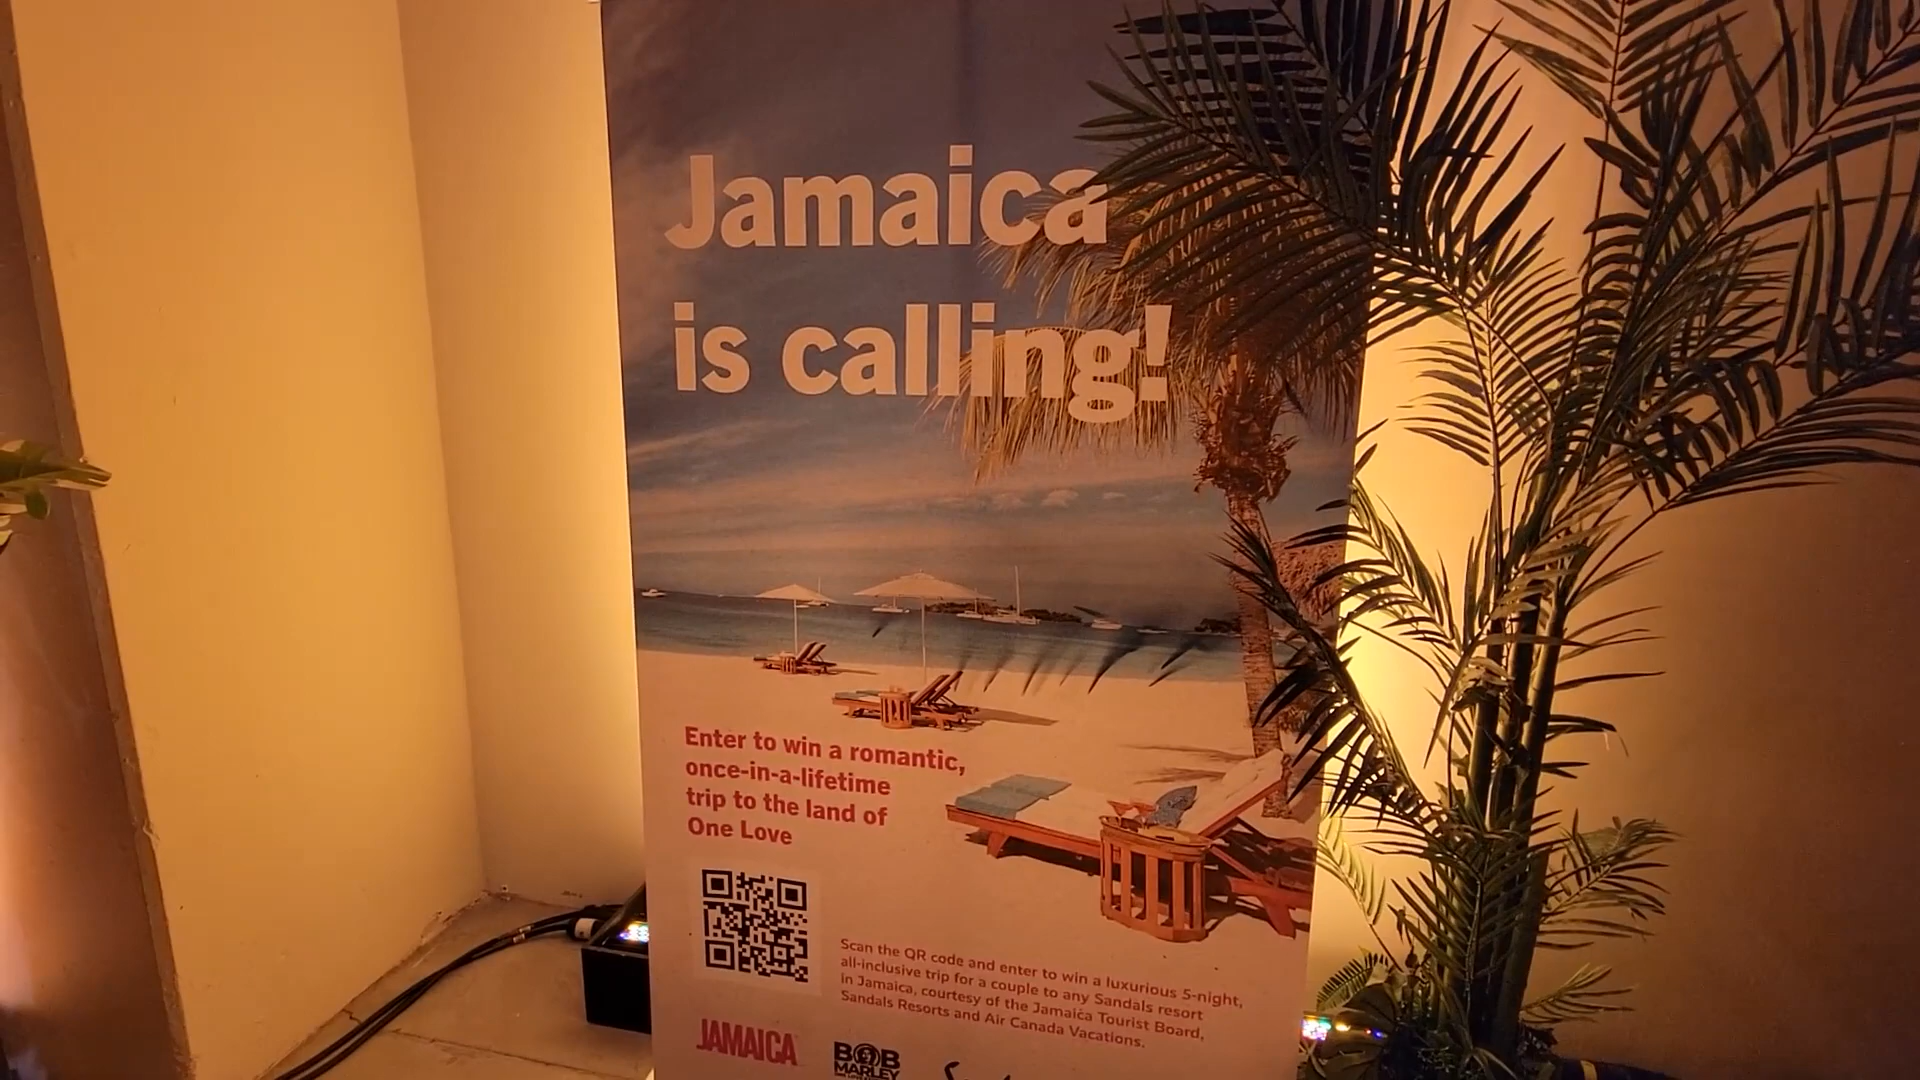 Jamaica
is calling!
Enter to win a romantic,
once-in-a-lifetime
trip to the land of
One Love
Scan the QR code and enter to win a luxurious 5-night,
all-inclusive trip for a couple to any Sandals resort
in Jamaica, courtesy of the Jamaica Tourist Board,
Sandals Resorts and Air Canada Vacations.
JAMAICA
BOB
MARLEY